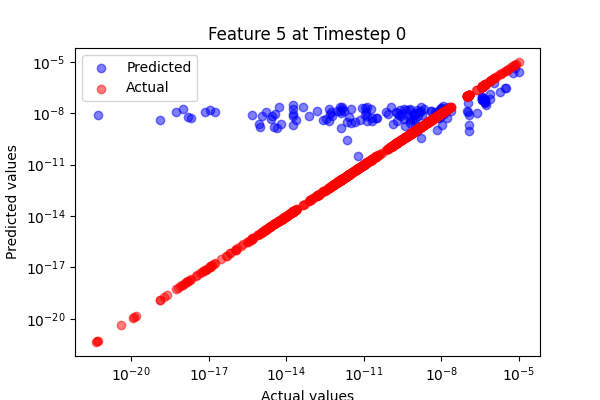 Feature 5 at Timestep 0
Predicted
Actual
Predicted values
10⁻⁵
10⁻⁸
10⁻¹¹
10⁻¹⁴
10⁻¹⁷
10⁻²⁰
10⁻²⁰ 10⁻¹⁷ 10⁻¹⁴ 10⁻¹¹ 10⁻⁸ 10⁻⁵
Actual values